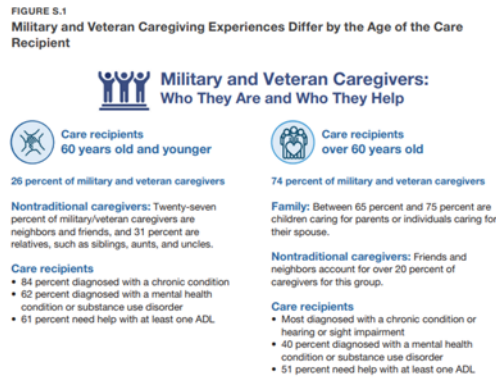 FIGURE S.1
Military and Veteran Caregiving Experiences Differ by the Age of the Care
Recipient
Military and Veteran Caregivers:
Who They Are and Who They Help
Care recipients
60 years old and younger
26 percent of military and veteran caregivers
Nontraditional caregivers: Twenty-seven
percent of military/veteran caregivers are
neighbors and friends, and 31 percent are
relatives, such as siblings, aunts, and uncles.
Care recipients
• 84 percent diagnosed with a chronic condition
• 62 percent diagnosed with a mental health
condition or substance use disorder
• 61 percent need help with at least one ADL
Care recipients
over 60 years old
74 percent of military and veteran caregivers
Family: Between 65 percent and 75 percent are
children caring for parents or individuals caring for
their spouse.
Nontraditional caregivers: Friends and
neighbors account for over 20 percent of
caregivers for this group.
Care recipients
• Most diagnosed with a chronic condition or
hearing or sight impairment
• 40 percent diagnosed with a mental health
condition or substance use disorder
• 51 percent need help with at least one ADL